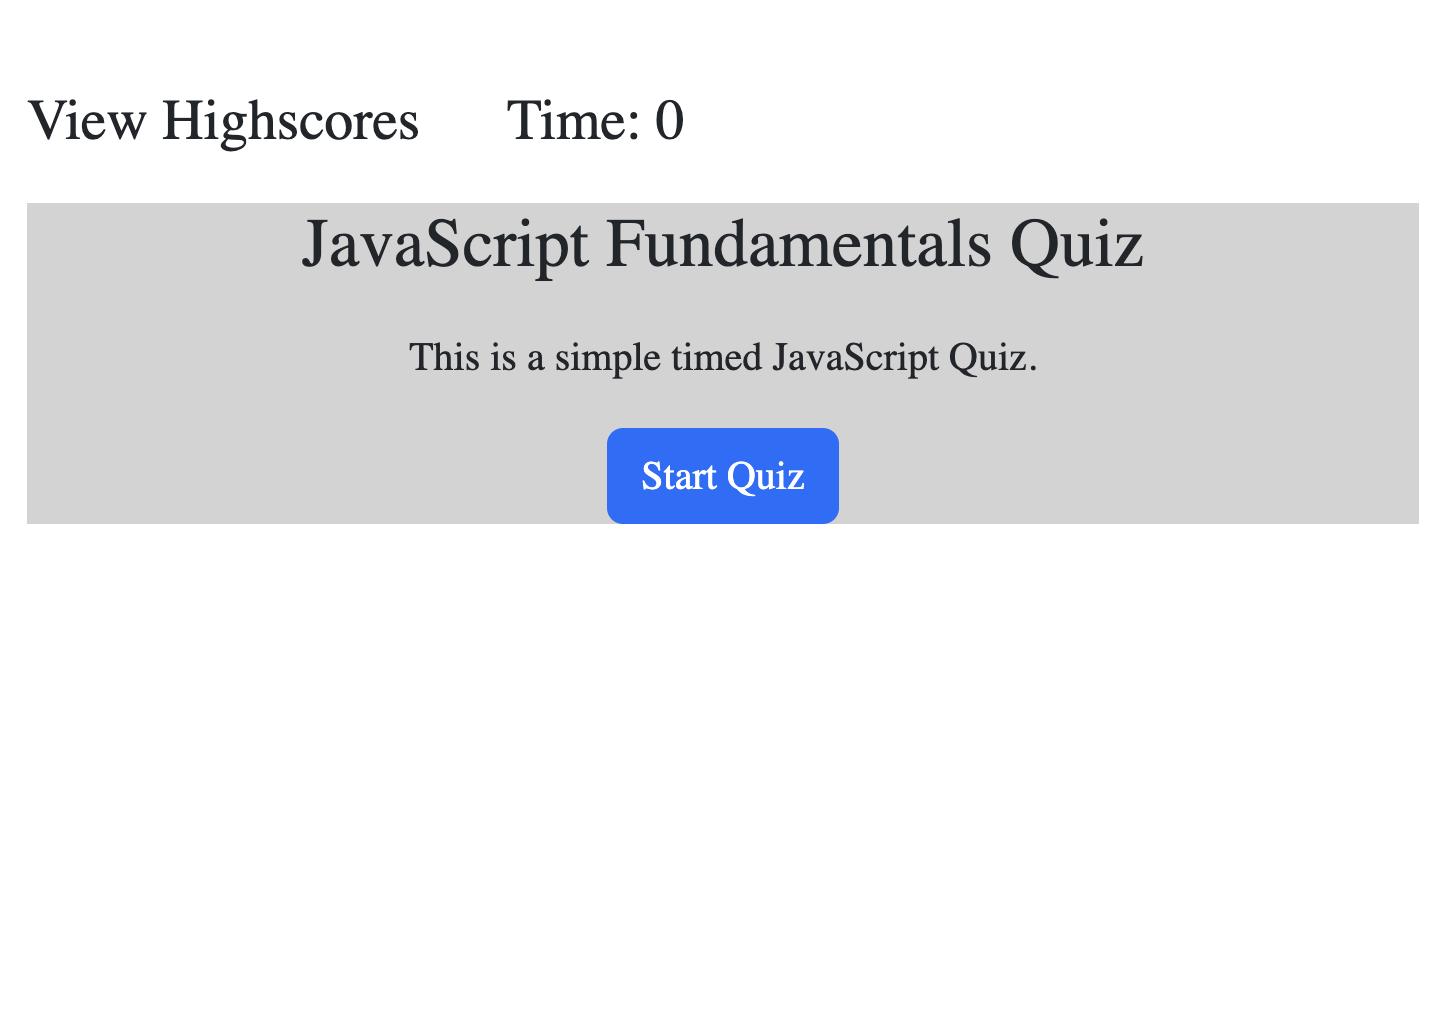 View Highscores Time: 0
JavaScript Fundamentals Quiz
This is a simple timed JavaScript Quiz.
Start Quiz